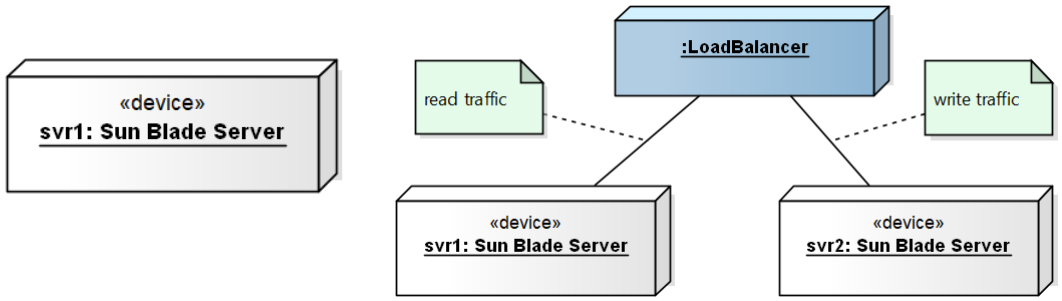 «device»
svr1: Sun Blade Server
:LoadBalancer
read traffic
write traffic
«device»
svr1: Sun Blade Server
«device»
svr2: Sun Blade Server